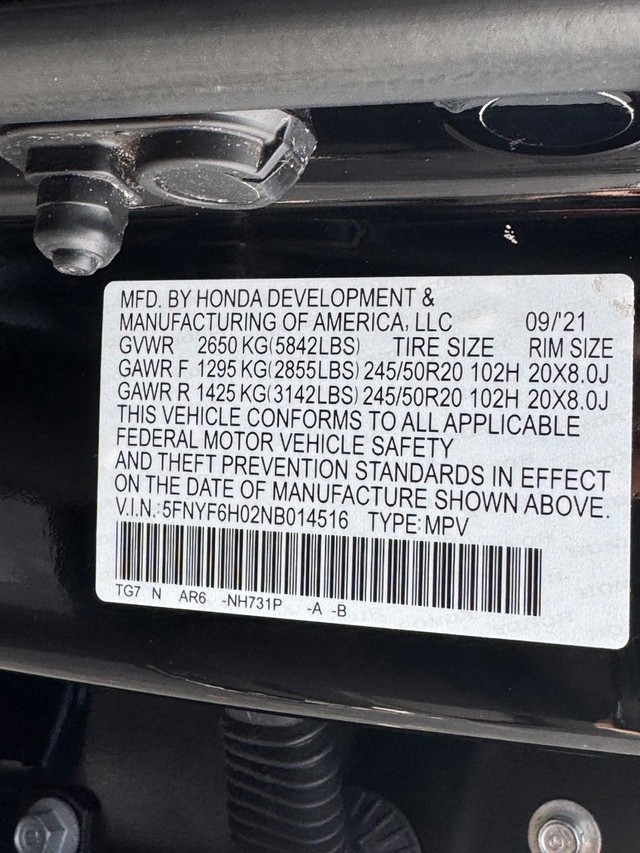 MFD. BY HONDA DEVELOPMENT &
MANUFACTURING OF AMERICA, LLC 09/'21
GVWR 2650 KG(5842LBS) TIRE SIZE RIM SIZE
GAWR F 1295 KG(2855LBS) 245/50R20 102H 20X8.0J
GAWR R 1425 KG(3142LBS) 245/50R20 102H 20X8.0J
THIS VEHICLE CONFORMS TO ALL APPLICABLE
FEDERAL MOTOR VEHICLE SAFETY
AND THEFT PREVENTION STANDARDS IN EFFECT
ON THE DATE OF MANUFACTURE SHOWN ABOVE.
V.I.N.:5FNYF6H02NB014516 TYPE:MPV
TG7 N AR6 -NH731P -A -B